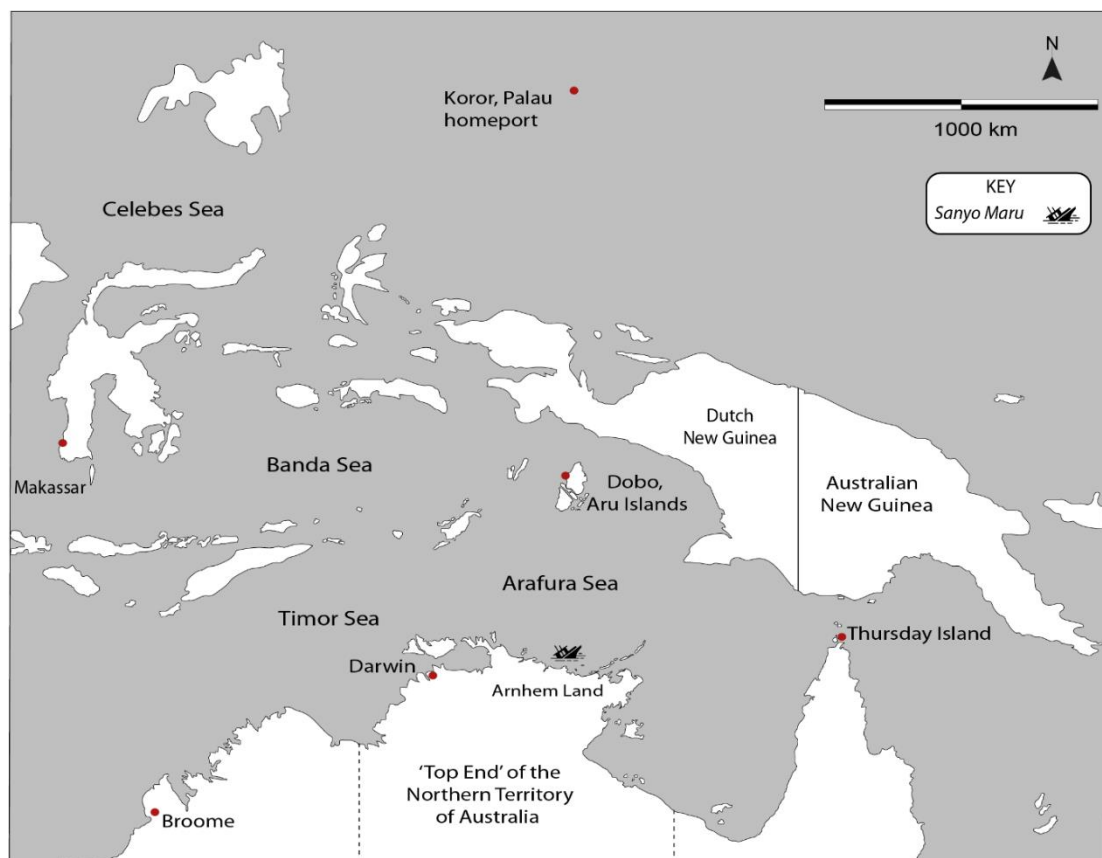 N
Koror, Palau
homeport
1000 km
KEY
Sanyo Maru
Celebes Sea
Dutch
New Guinea
Banda Sea
Makassar
Dobo,
Aru Islands
Australian
New Guinea
Arafura Sea
Timor Sea
Thursday Island
Darwin
Arnhem Land
'Top End' of the
Northern Territory
of Australia
Broome